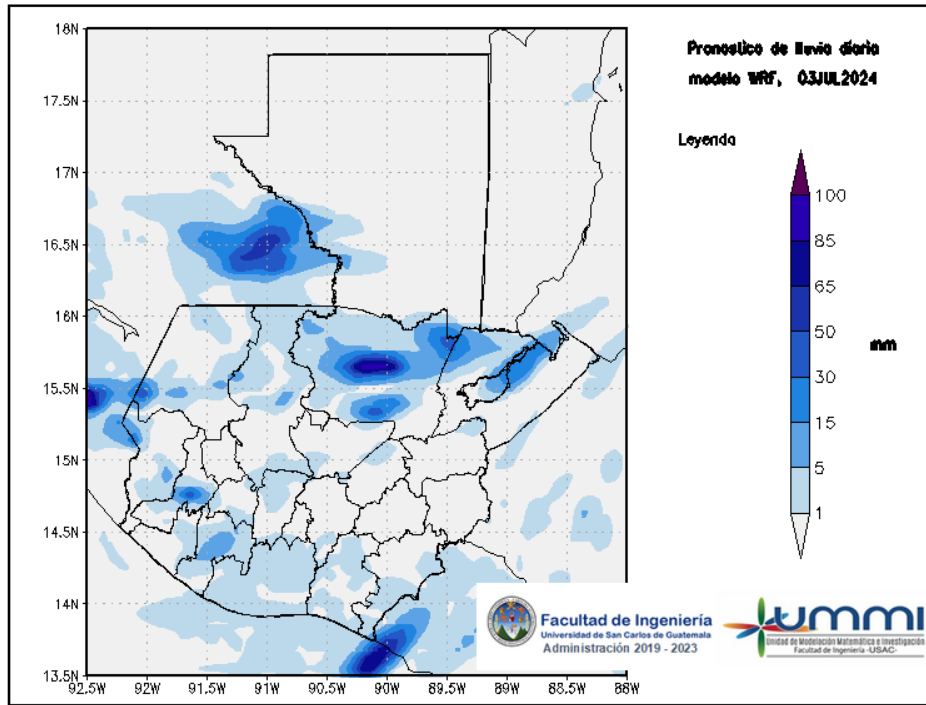 Pronostico de lluvia diaria
modelo WRF, 03JUL2024
Leyenda
100
85
65
50
30
15
5
1
mm
18N
17.5N
17N
16.5N
16N
15.5N
15N
14.5N
14N
13.5N
92.5W 92W 91.5W 91W 90.5W 90W 89.5W 89W 88.5W 88W
Facultad de Ingeniería
Universidad de San Carlos de Guatemala
Administración 2019 - 2023
ummi
Unidad de Modelación Matemática e Investigación
Facultad de Ingeniería -USAC-